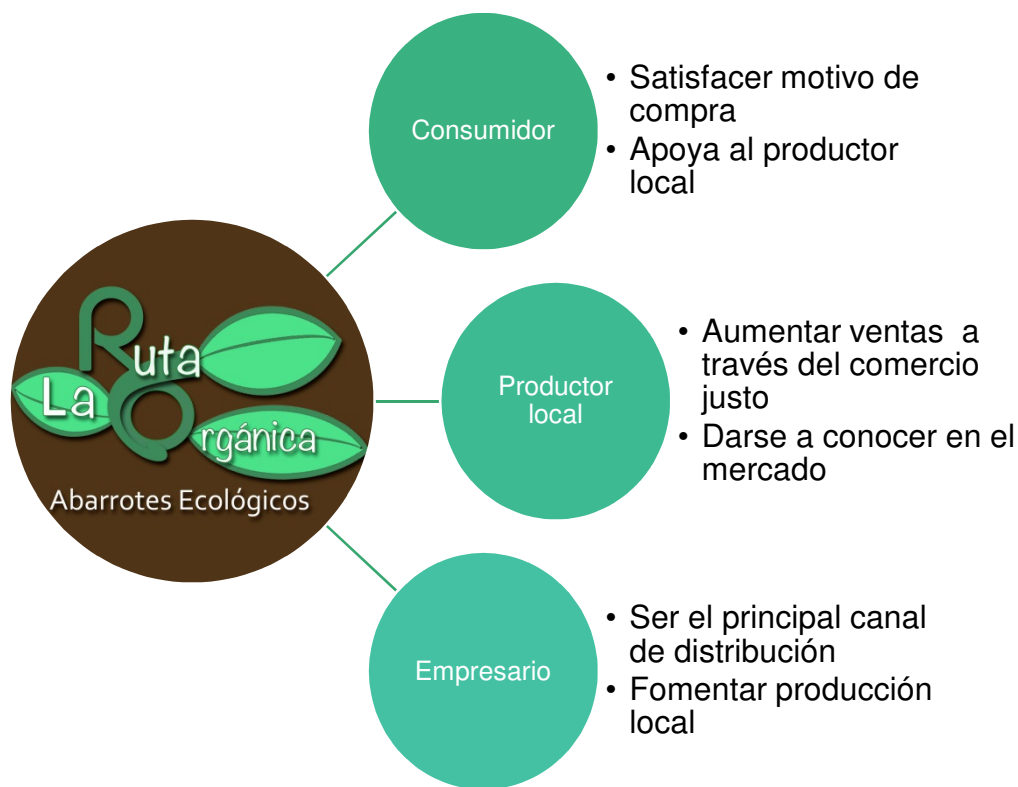 Consumidor
• Satisfacer motivo de
compra
• Apoya al productor
local
La Ruta
Orgánica
Abarrotes Ecológicos
Productor
local
• Aumentar ventas  a
través del comercio
justo
• Darse a conocer en el
mercado
Empresario
• Ser el principal canal
de distribución
• Fomentar producción
local